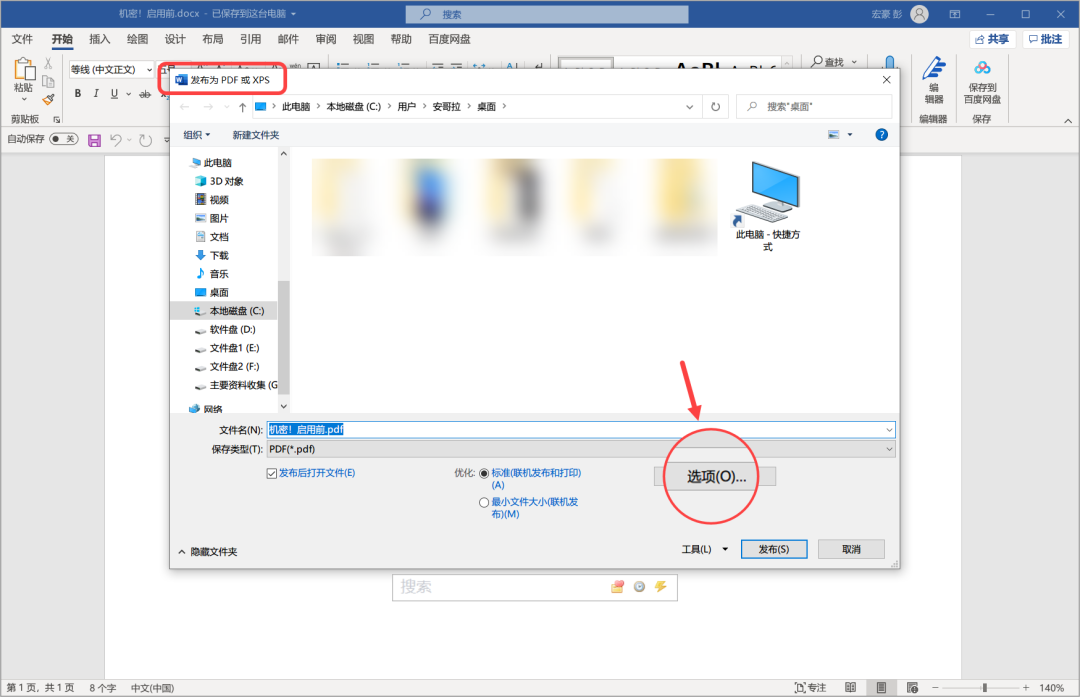 机密！启用前.docx - 已保存到这台电脑
搜索
宏豪 彭
文件 开始 插入 绘图 设计 布局 引用 邮件 审阅 视图 帮助 百度网盘
共享 批注
粘贴
剪贴板
等线 (中文正文)
B I U ab
查找
编辑器
编辑器
保存到
百度网盘
保存
自动保存 关
发布为 PDF 或 XPS
此电脑 > 本地磁盘 (C:) > 用户 > 安哥拉 > 桌面 >
搜索"桌面"
组织 新建文件夹
此电脑
3D 对象
视频
图片
文档
下载
音乐
桌面
本地磁盘 (C:)
软件盘 (D:)
文件盘1 (E:)
文件盘2 (F:)
主要资料收集 (G
网络
此电脑 - 快捷方
式
文件名(N): 机密！启用前.pdf
保存类型(T): PDF(*.pdf)
发布后打开文件(E)
优化: 标准(联机发布和打印)
(A)
最小文件大小(联机发
布)(M)
选项(O)...
隐藏文件夹
工具(L) 发布(S) 取消
搜索
第 1 页，共 1 页 8 个字 中文(中国)
专注
140%